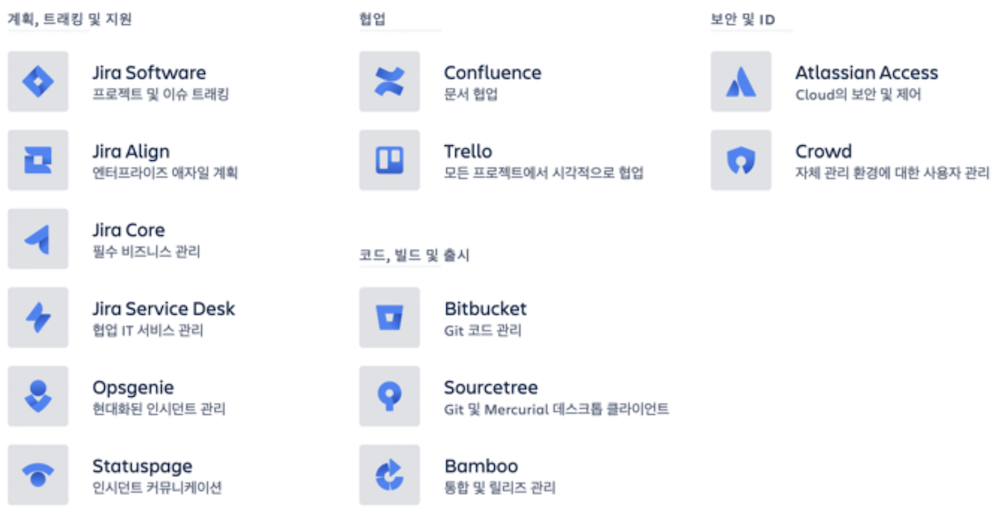 계획, 트래킹 및 지원
Jira Software
프로젝트 및 이슈 트래킹
Jira Align
엔터프라이즈 애자일 계획
Jira Core
필수 비즈니스 관리
Jira Service Desk
협업 IT 서비스 관리
Opsgenie
현대화된 인시던트 관리
Statuspage
인시던트 커뮤니케이션
협업
Confluence
문서 협업
Trello
모든 프로젝트에서 시각적으로 협업
코드, 빌드 및 출시
Bitbucket
Git 코드 관리
Sourcetree
Git 및 Mercurial 데스크톱 클라이언트
Bamboo
통합 및 릴리즈 관리
보안 및 ID
Atlassian Access
Cloud의 보안 및 제어
Crowd
자체 관리 환경에 대한 사용자 관리